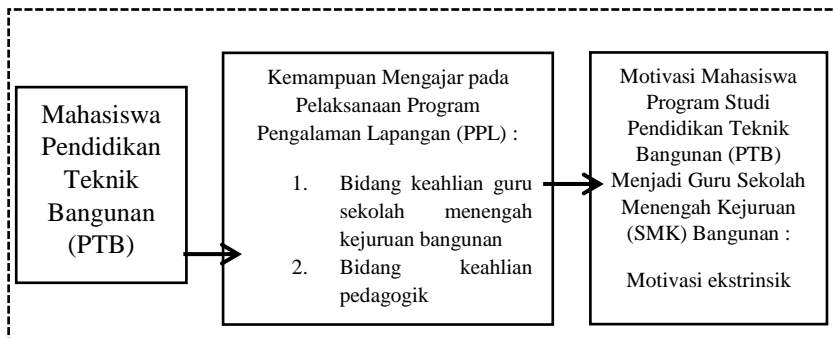 Mahasiswa
Pendidikan
Teknik
Bangunan
(PTB)
Kemampuan Mengajar pada
Pelaksanaan Program
Pengalaman Lapangan (PPL) :
1. Bidang keahlian guru
sekolah menengah
kejuruan bangunan
2. Bidang keahlian
pedagogik
Motivasi Mahasiswa
Program Studi
Pendidikan Teknik
Bangunan (PTB)
Menjadi Guru Sekolah
Menengah Kejuruan
(SMK) Bangunan :
Motivasi ekstrinsik